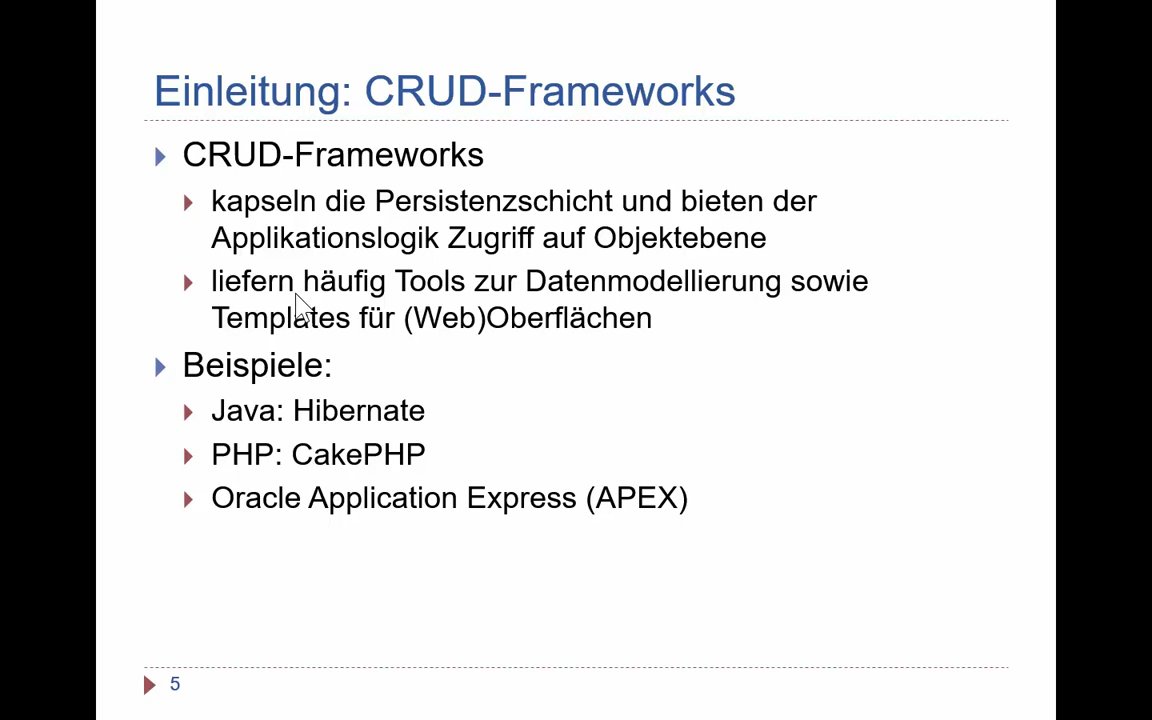 Einleitung: CRUD-Frameworks
CRUD-Frameworks
kapseln die Persistenzschicht und bieten der
Applikationslogik Zugriff auf Objektebene
liefern häufig Tools zur Datenmodellierung sowie
Templates für (Web)Oberflächen
Beispiele:
Java: Hibernate
PHP: CakePHP
Oracle Application Express (APEX)
5